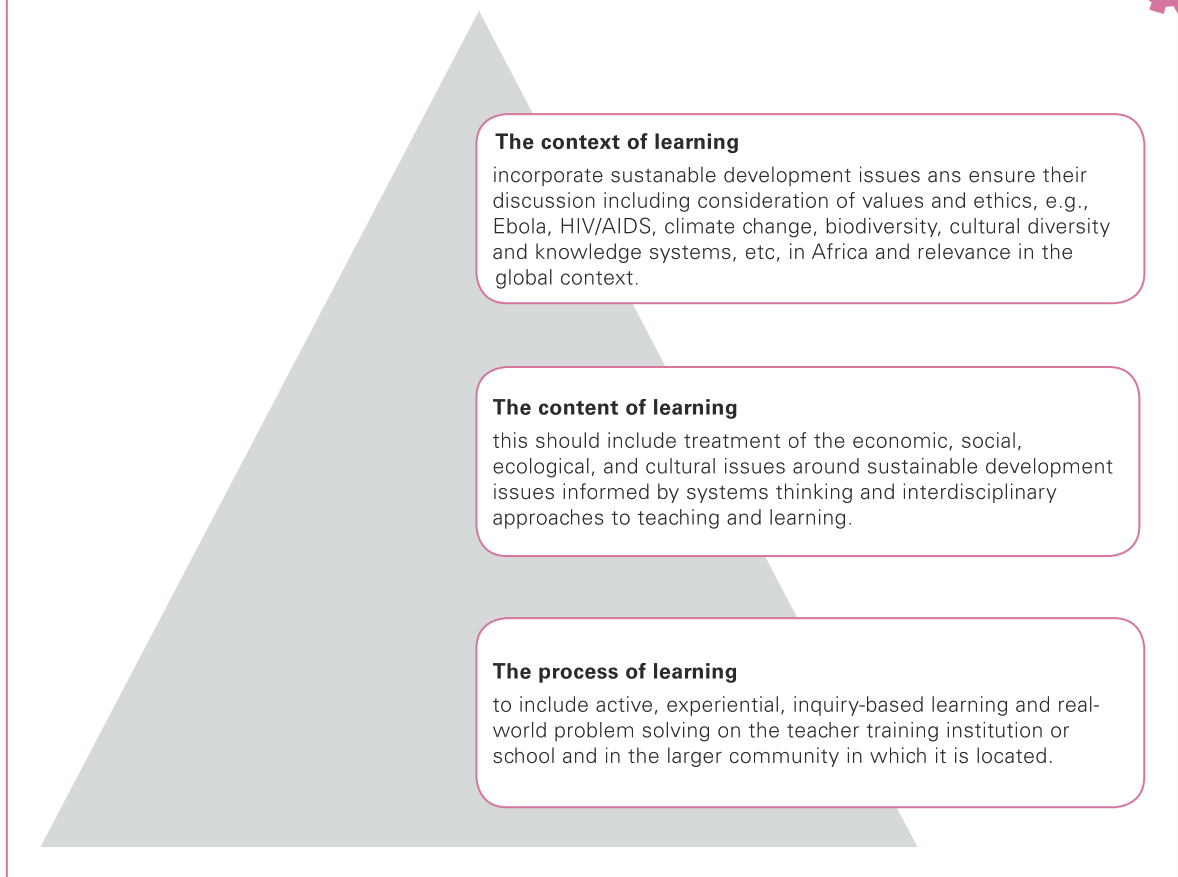 The context of learning
incorporate sustanable development issues ans ensure their
discussion including consideration of values and ethics, e.g.,
Ebola, HIV/AIDS, climate change, biodiversity, cultural diversity
and knowledge systems, etc, in Africa and relevance in the
global context.
The content of learning
this should include treatment of the economic, social,
ecological, and cultural issues around sustainable development
issues informed by systems thinking and interdisciplinary
approaches to teaching and learning.
The process of learning
to include active, experiential, inquiry-based learning and real-
world problem solving on the teacher training institution or
school and in the larger community in which it is located.